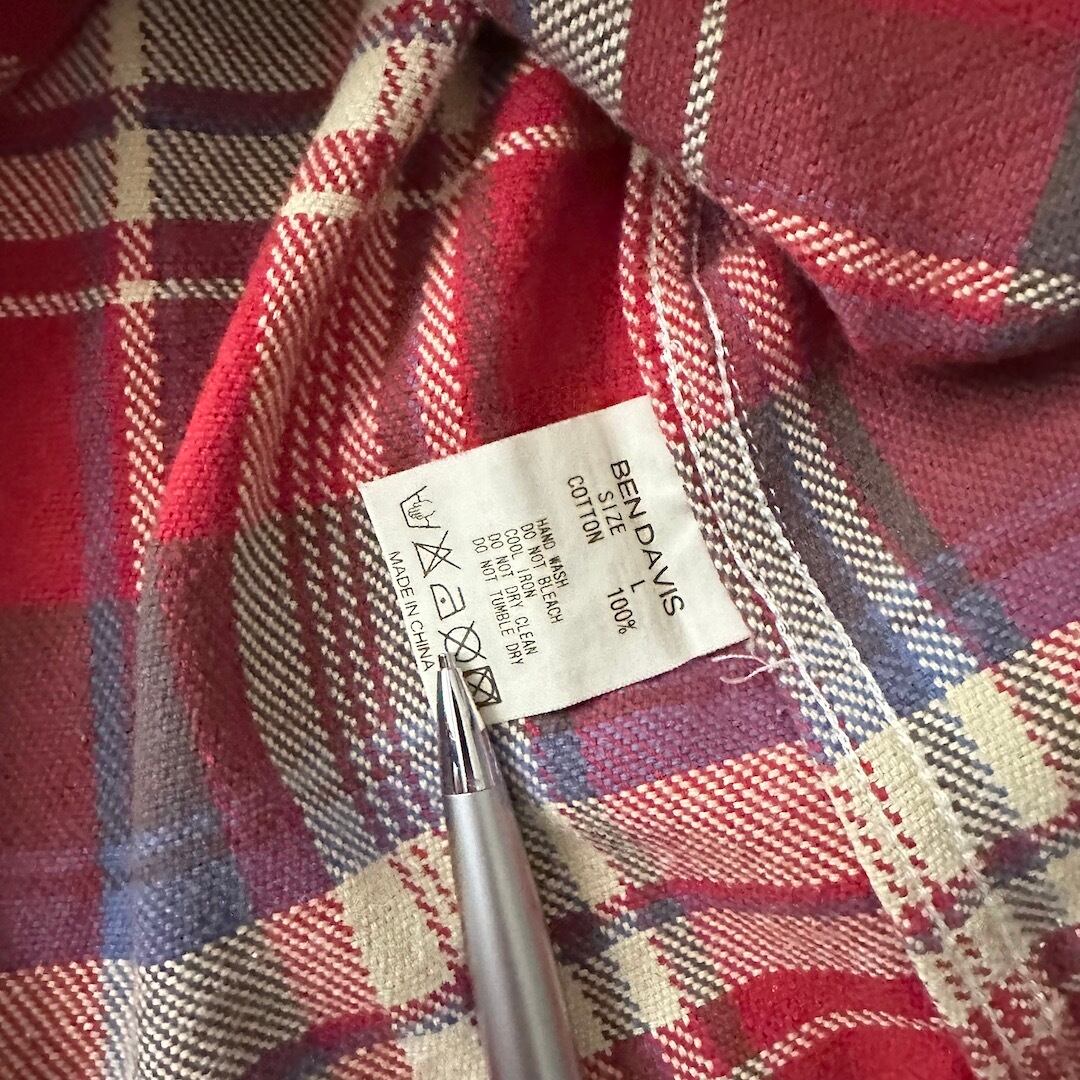 BEN DAVIS
SIZE L
COTTON 100%
HAND WASH
DO NOT BLEACH
COOL IRON
DO NOT DRY CLEAN
DO NOT TUMBLE DRY
MADE IN CHINA